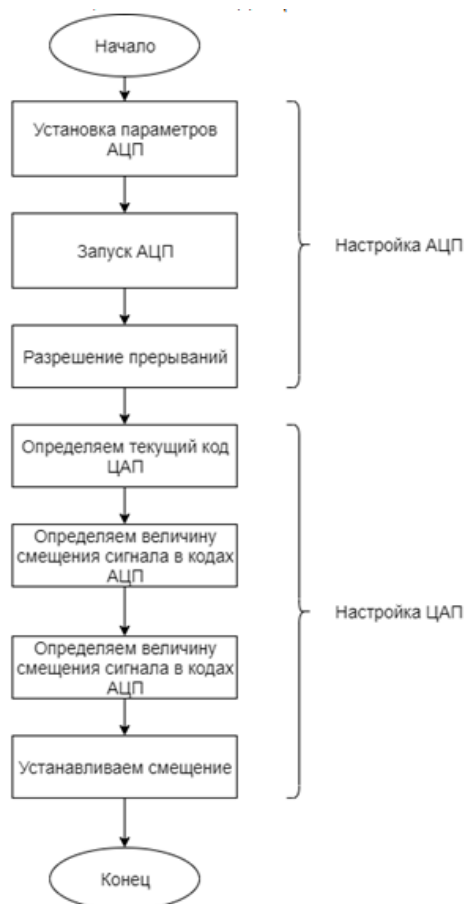 Начало
Установка параметров
АЦП
Запуск АЦП
Настройка АЦП
Разрешение прерываний
Определяем текущий код
ЦАП
Определяем величину
смещения сигнала в кодах
АЦП
Настройка ЦАП
Определяем величину
смещения сигнала в кодах
АЦП
Устанавливаем смещение
Конец